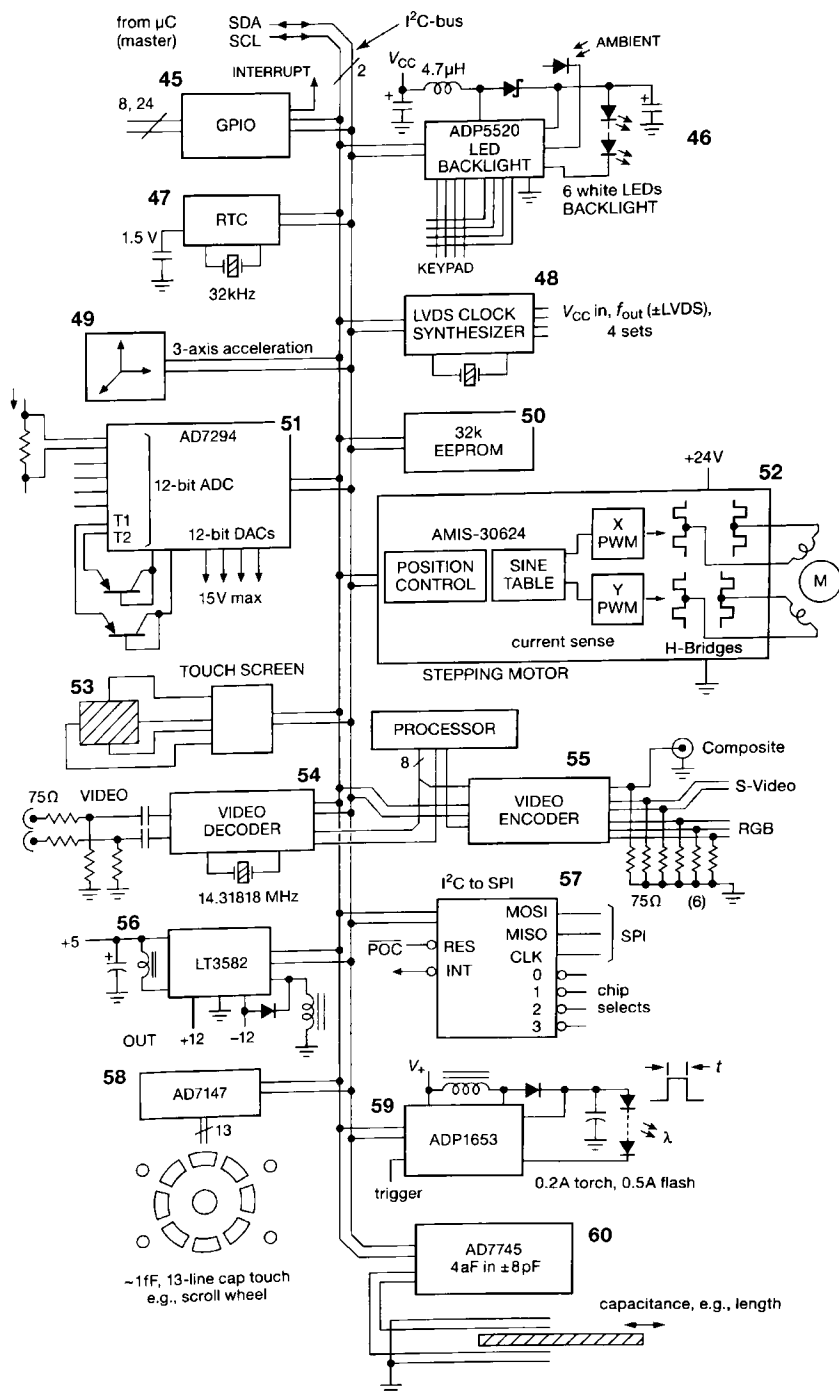 from µC
(master)
SDA
SCL
I²C-bus
2
45
INTERRUPT
8, 24
GPIO
V_CC
4.7µH
AMBIENT
+
+
ADP5520
LED
BACKLIGHT
46
6 white LEDs
BACKLIGHT
KEYPAD
47
RTC
1.5 V
32kHz
48
LVDS CLOCK
SYNTHESIZER
V_CC in, f_out (±LVDS),
4 sets
49
3-axis acceleration
50
32k
EEPROM
51
AD7294
12-bit ADC
T1
T2
12-bit DACs
15V max
+24V
52
AMIS-30624
POSITION
CONTROL
SINE
TABLE
X
PWM
Y
PWM
M
current sense
H-Bridges
STEPPING MOTOR
53
TOUCH SCREEN
PROCESSOR
8
54
75Ω
VIDEO
VIDEO
DECODER
14.31818 MHz
55
VIDEO
ENCODER
Composite
S-Video
RGB
75Ω
(6)
56
+5
+
LT3582
OUT
+12
−12
I²C to SPI
57
MOSI
MISO
CLK
SPI
POC
RES
INT
0
1
2
3
chip
selects
58
AD7147
13
~1fF, 13-line cap touch
e.g., scroll wheel
59
V+
ADP1653
trigger
t
λ
0.2A torch, 0.5A flash
60
AD7745
4aF in ±8pF
capacitance, e.g., length